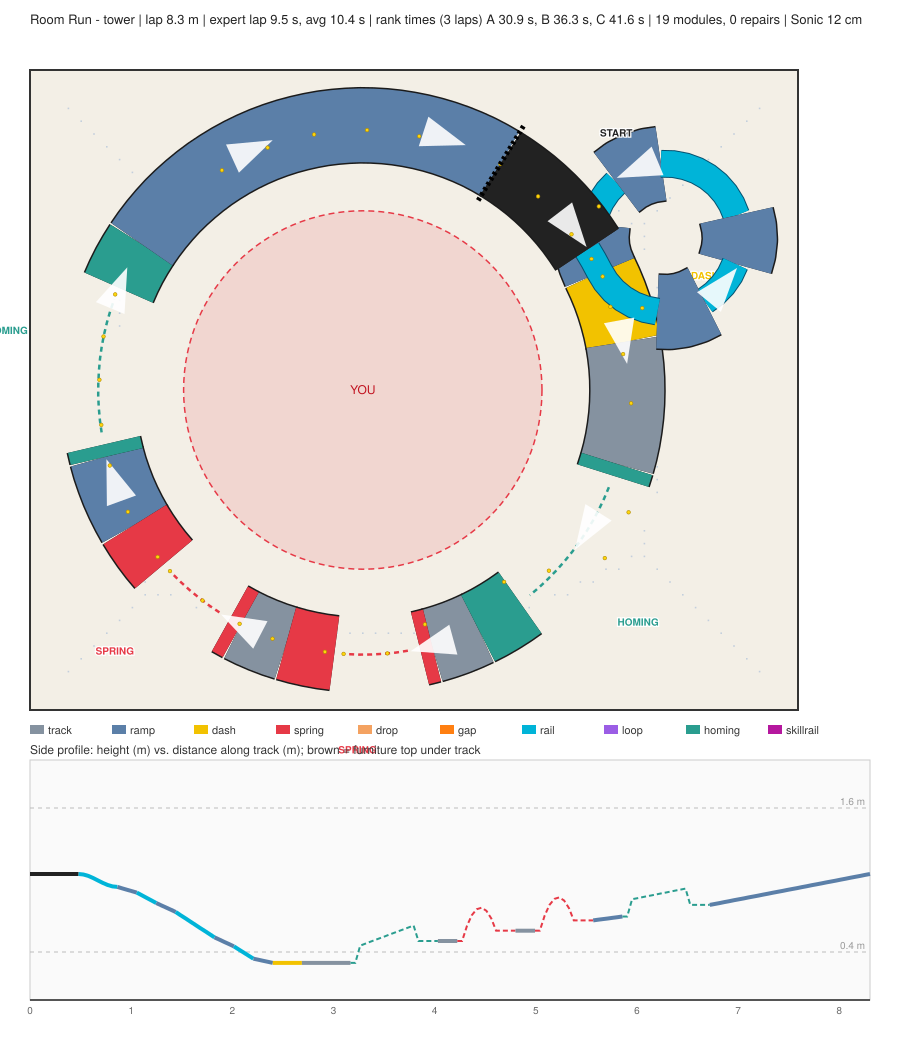 Room Run - tower | lap 8.3 m | expert lap 9.5 s, avg 10.4 s | rank times (3 laps) A 30.9 s, B 36.3 s, C 41.6 s | 19 modules, 0 repairs | Sonic 12 cm
START
DASH
OMING
YOU
HOMING
SPRING
track ramp dash spring drop gap rail loop homing skillrail
SPRING
Side profile: height (m) vs. distance along track (m); brown = furniture top under track
1.6 m
0.4 m
0 1 2 3 4 5 6 7 8